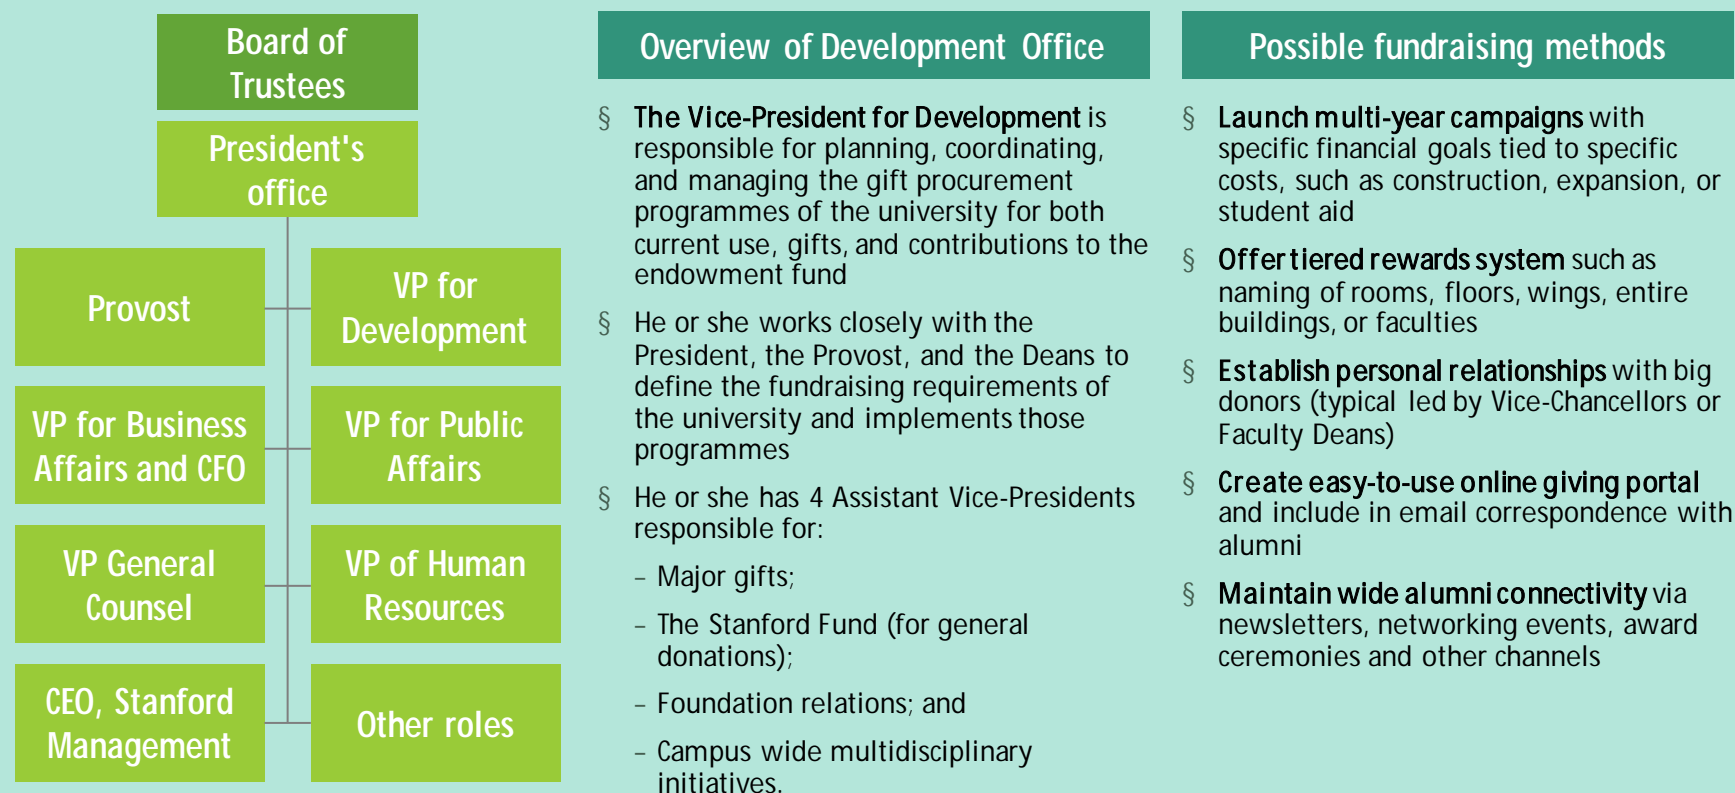 Board of
Trustees
President's
office
Provost
VP for
Development
VP for Business
Affairs and CFO
VP for Public
Affairs
VP General
Counsel
VP of Human
Resources
CEO, Stanford
Management
Other roles
Overview of Development Office
§ The Vice-President for Development is
responsible for planning, coordinating,
and managing the gift procurement
programmes of the university for both
current use, gifts, and contributions to the
endowment fund
§ He or she works closely with the
President, the Provost, and the Deans to
define the fundraising requirements of
the university and implements those
programmes
§ He or she has 4 Assistant Vice-Presidents
responsible for:
– Major gifts;
– The Stanford Fund (for general
donations);
– Foundation relations; and
– Campus wide multidisciplinary
initiatives.
Possible fundraising methods
§ Launch multi-year campaigns with
specific financial goals tied to specific
costs, such as construction, expansion, or
student aid
§ Offer tiered rewards system such as
naming of rooms, floors, wings, entire
buildings, or faculties
§ Establish personal relationships with big
donors (typical led by Vice-Chancellors or
Faculty Deans)
§ Create easy-to-use online giving portal
and include in email correspondence with
alumni
§ Maintain wide alumni connectivity via
newsletters, networking events, award
ceremonies and other channels